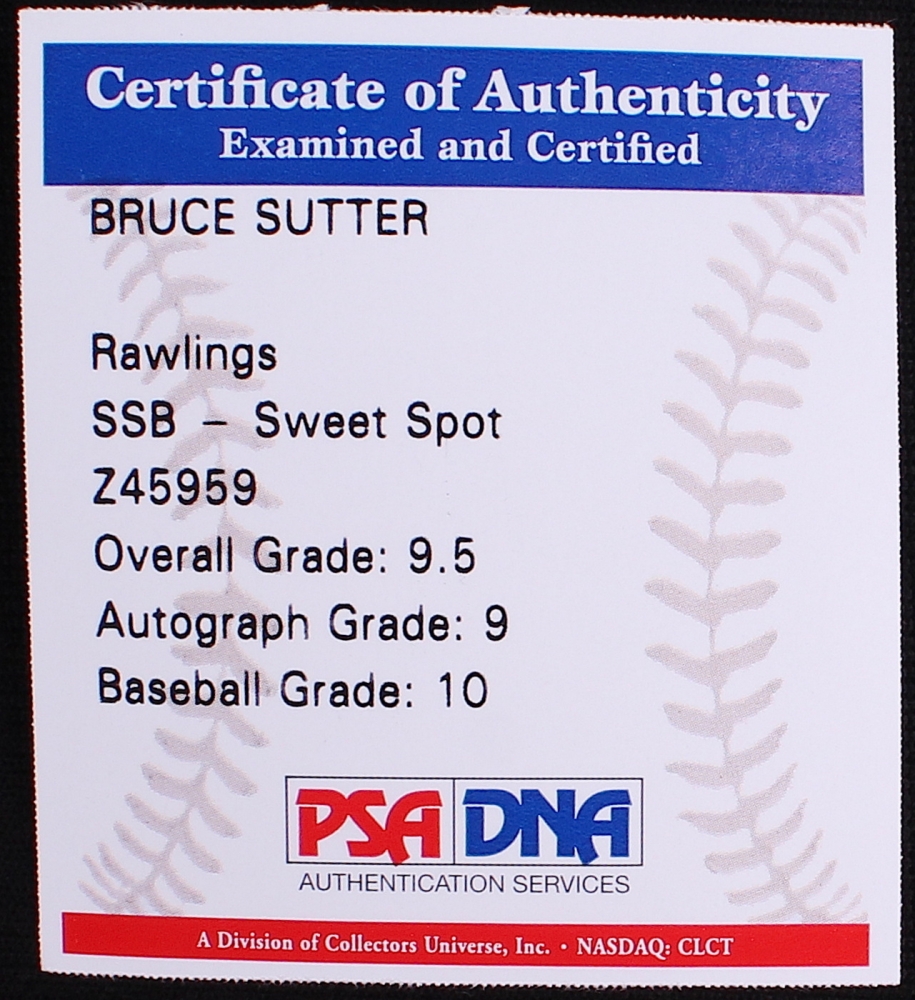 Certificate of Authenticity
Examined and Certified
BRUCE SUTTER
Rawlings
SSB - Sweet Spot
Z45959
Overall Grade: 9.5
Autograph Grade: 9
Baseball Grade: 10
PSA DNA
AUTHENTICATION SERVICES
A Division of Collectors Universe, Inc. • NASDAQ: CLCT